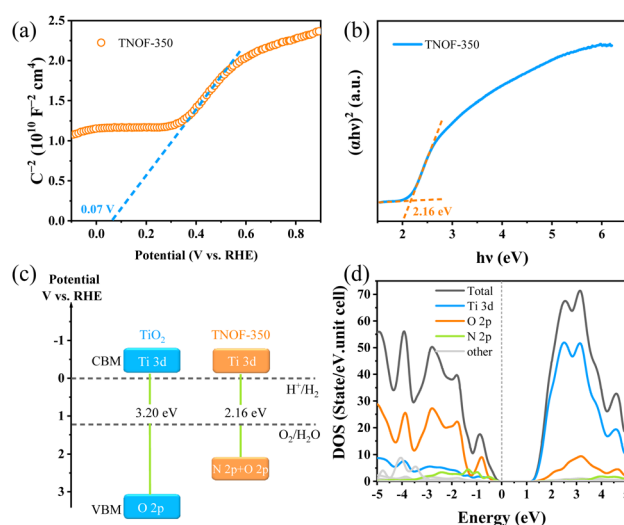 (a)
TNOF-350
2.5
2.0
1.5
1.0
0.5
0.0
C⁻² (10¹⁰ F⁻² cm⁴)
0.07 V
0.0 0.2 0.4 0.6 0.8
Potential (V vs. RHE)
(b)
TNOF-350
(αhν)² (a.u.)
2.16 eV
2 3 4 5 6
hν (eV)
(c)
Potential
V vs. RHE
-1
0
1
2
3
TiO₂ TNOF-350
CBM Ti 3d Ti 3d
H⁺/H₂
3.20 eV 2.16 eV
O₂/H₂O
N 2p+O 2p
VBM O 2p
(d)
Total
Ti 3d
O 2p
N 2p
other
70
60
50
40
30
20
10
0
DOS (State/eV.unit cell)
-5 -4 -3 -2 -1 0 1 2 3 4 5
Energy (eV)